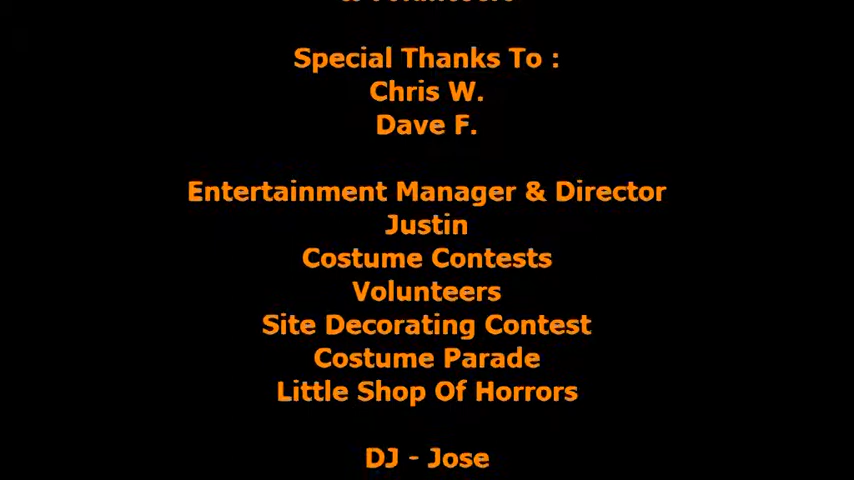 Special Thanks To :
Chris W.
Dave F.
Entertainment Manager & Director
Justin
Costume Contests
Volunteers
Site Decorating Contest
Costume Parade
Little Shop Of Horrors
DJ - Jose